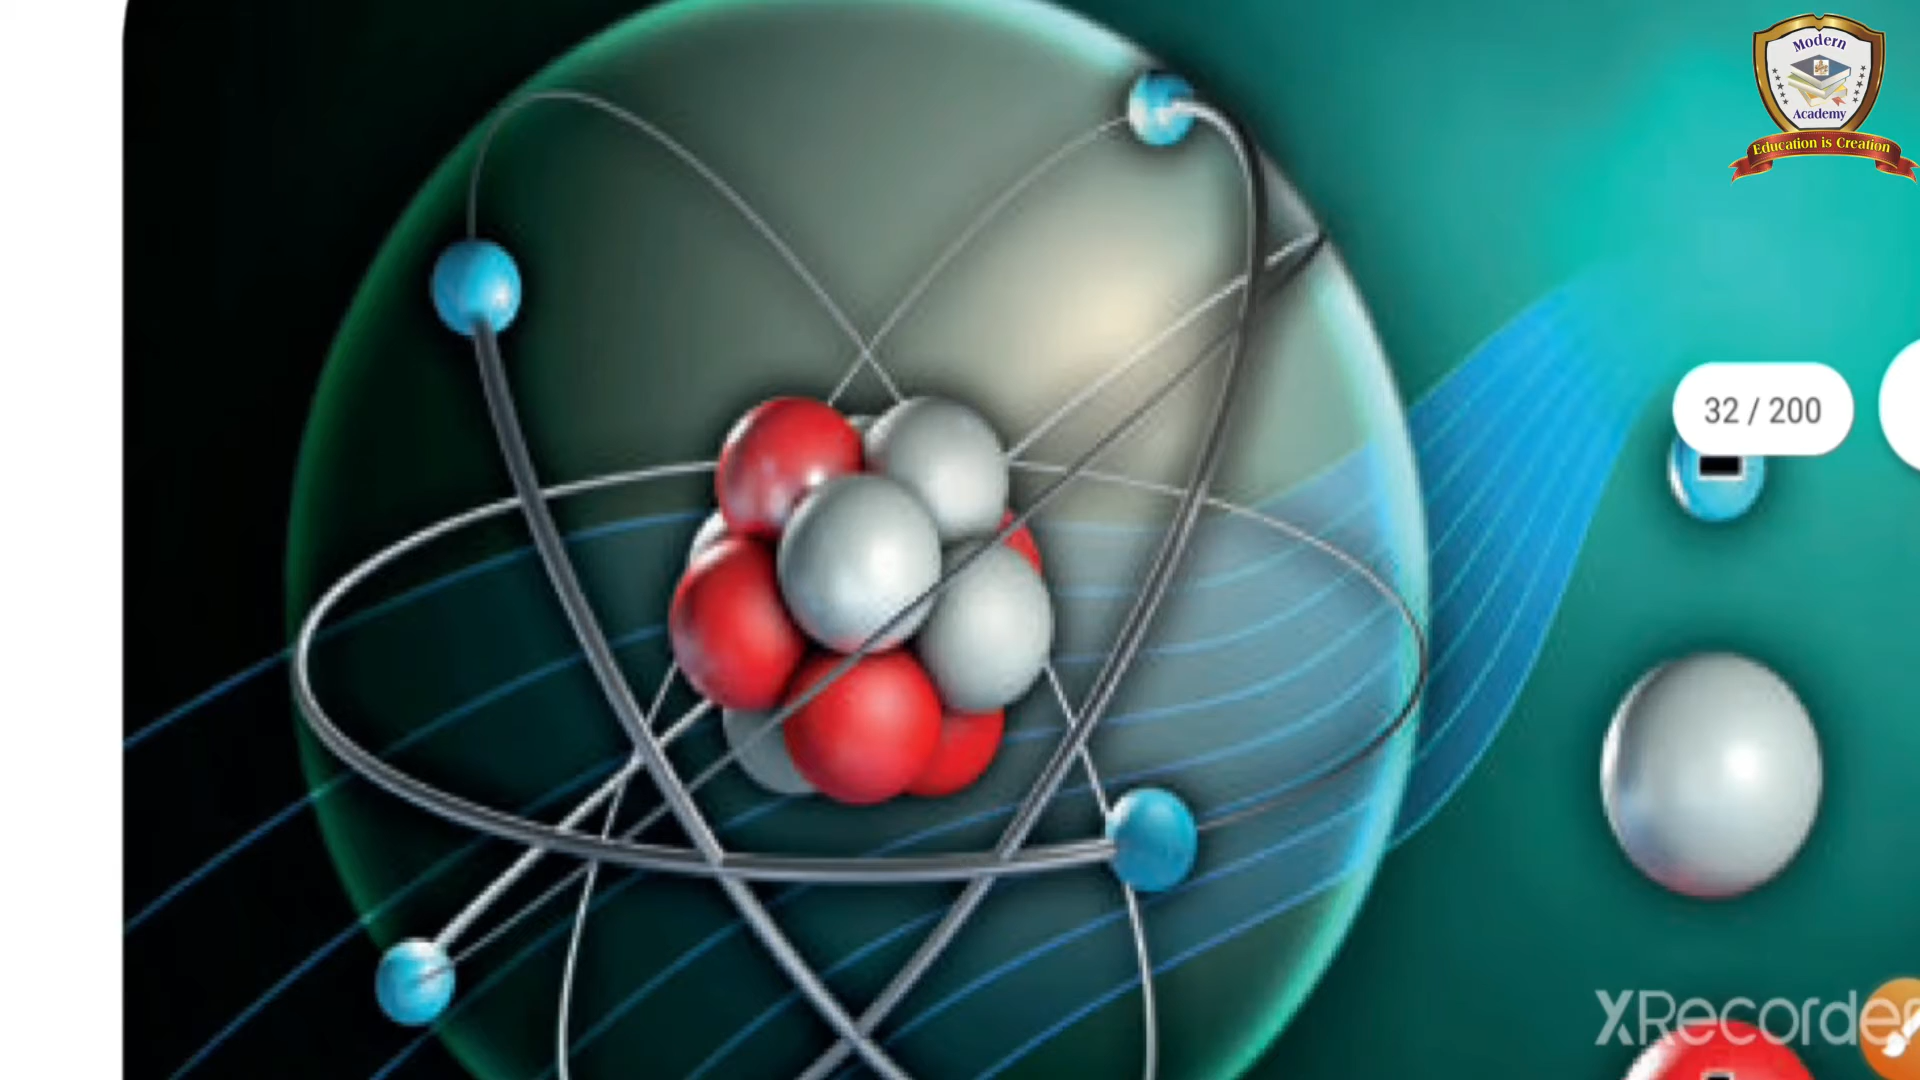 Modern
Academy
Education is Creation
32 / 200
XRecorder